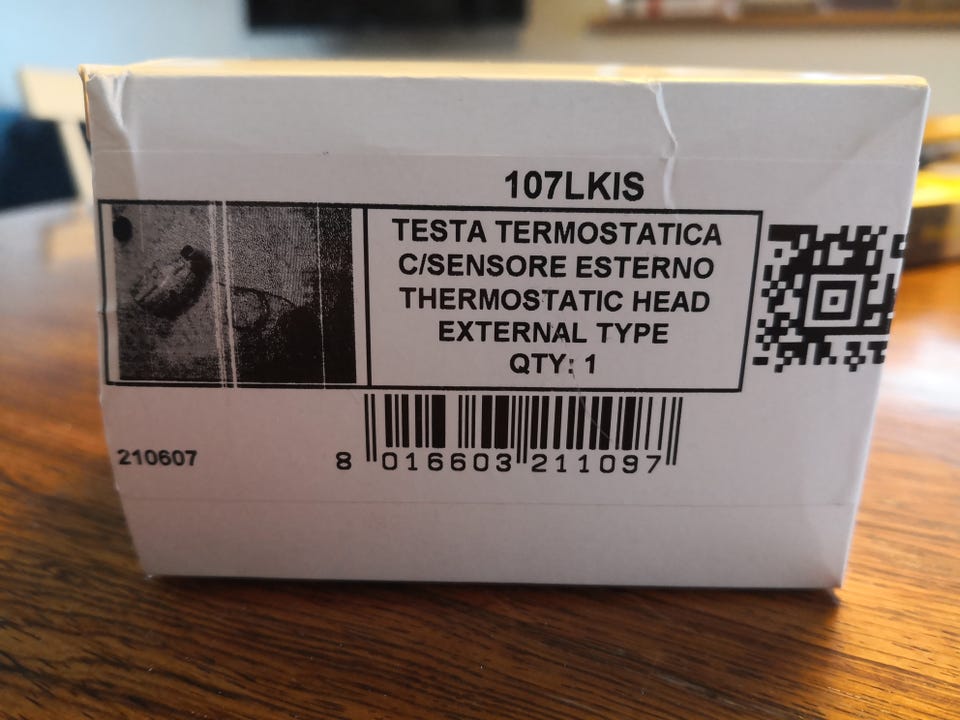 107LKIS
TESTA TERMOSTATICA
C/SENSORE ESTERNO
THERMOSTATIC HEAD
EXTERNAL TYPE
QTY: 1
210607
8 016603 211097